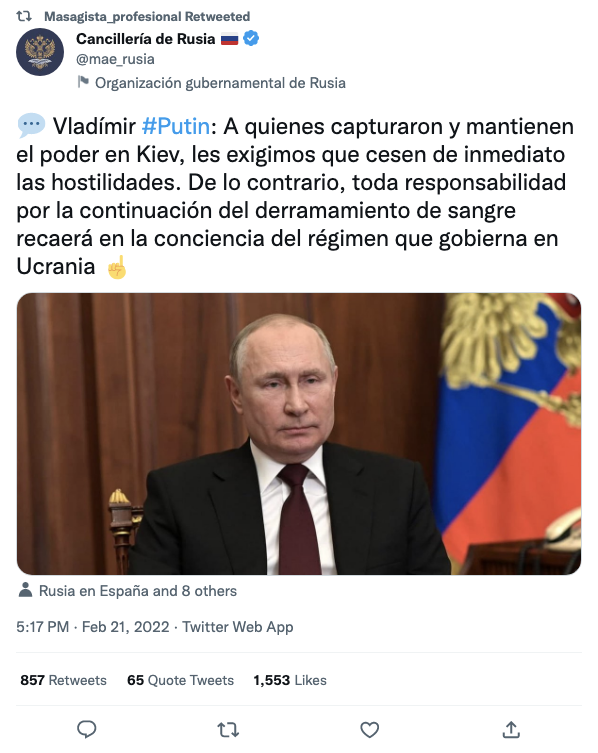 Masagista_profesional Retweeted
Cancillería de Rusia 🇷🇺
@mae_rusia
Organización gubernamental de Rusia
💬 Vladímir #Putin: A quienes capturaron y mantienen
el poder en Kiev, les exigimos que cesen de inmediato
las hostilidades. De lo contrario, toda responsabilidad
por la continuación del derramamiento de sangre
recaerá en la conciencia del régimen que gobierna en
Ucrania ☝
Rusia en España and 8 others
5:17 PM · Feb 21, 2022 · Twitter Web App
857 Retweets 65 Quote Tweets 1,553 Likes